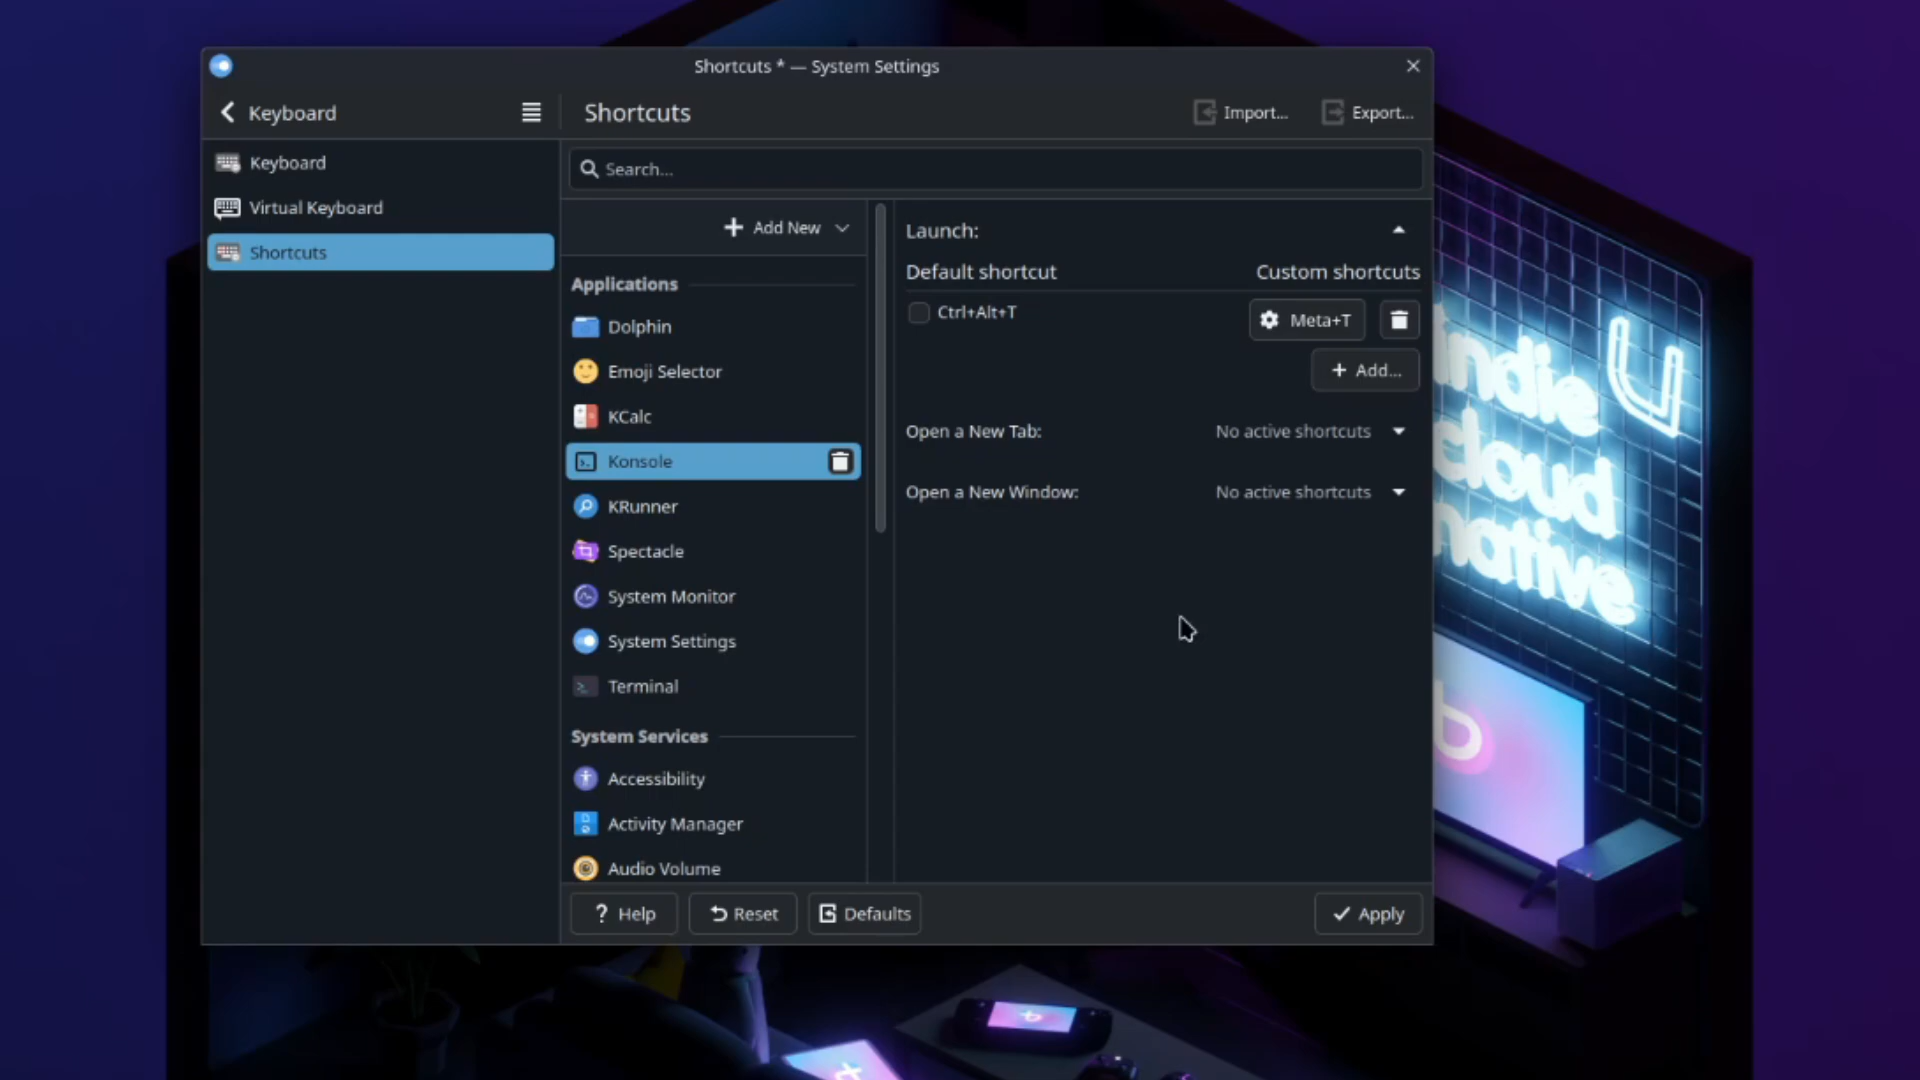 Shortcuts * — System Settings
Keyboard
Shortcuts
Import...
Export...
Keyboard
Virtual Keyboard
Shortcuts
Search...
Add New
Applications
Dolphin
Emoji Selector
KCalc
Konsole
KRunner
Spectacle
System Monitor
System Settings
Terminal
System Services
Accessibility
Activity Manager
Audio Volume
Launch:
Default shortcut
Custom shortcuts
Ctrl+Alt+T
Meta+T
Add...
Open a New Tab:
No active shortcuts
Open a New Window:
No active shortcuts
Help
Reset
Defaults
Apply
indie
cloud
native